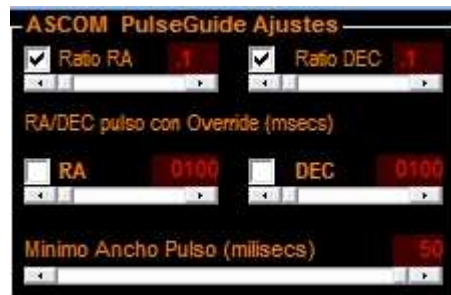 ASCOM PulseGuide Ajustes
Ratio RA .1 Ratio DEC .1
RA/DEC pulso con Override (msecs)
RA 0100 DEC 0100
Minimo Ancho Pulso (milisecs) 50